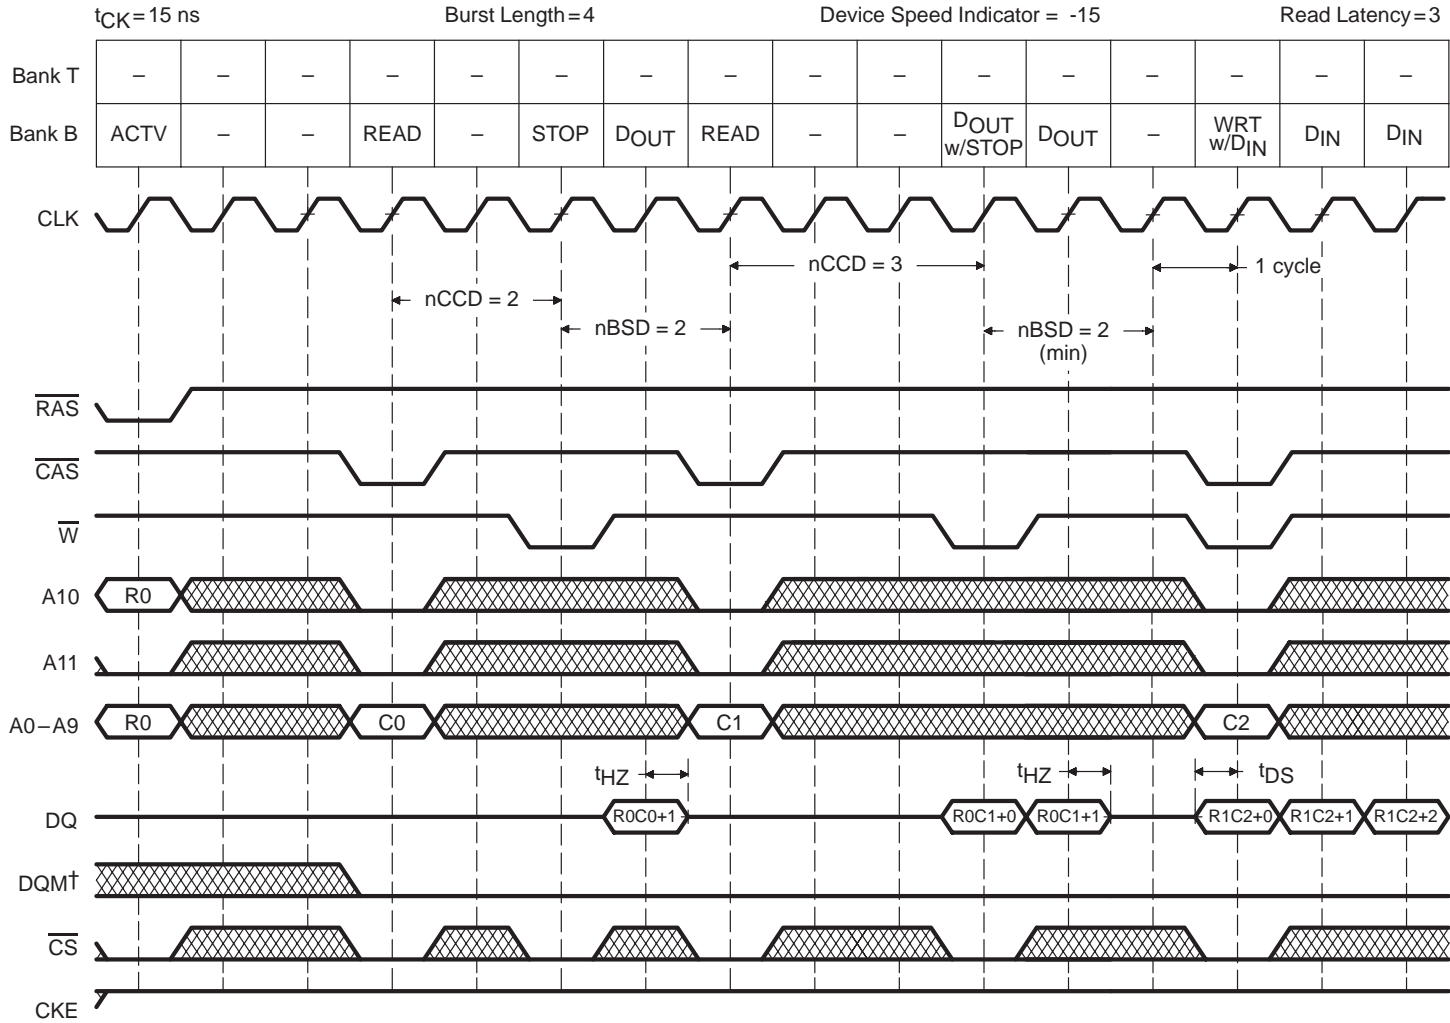 tCK = 15 ns Burst Length = 4 Device Speed Indicator = -15 Read Latency = 3
Bank T – – – – – – – – – – – – – – – –
Bank B ACTV – – READ – STOP DOUT READ – – DOUT w/STOP DOUT – WRT w/DIN DIN DIN
CLK
nCCD = 3 1 cycle
nCCD = 2
nBSD = 2 nBSD = 2
(min)
RAS
CAS
W
A10 R0
A11
A0–A9 R0 C0 C1 C2
tHZ tHZ tDS
DQ R0C0+1 R0C1+0 R0C1+1 R1C2+0 R1C2+1 R1C2+2
DQM†
CS
CKE